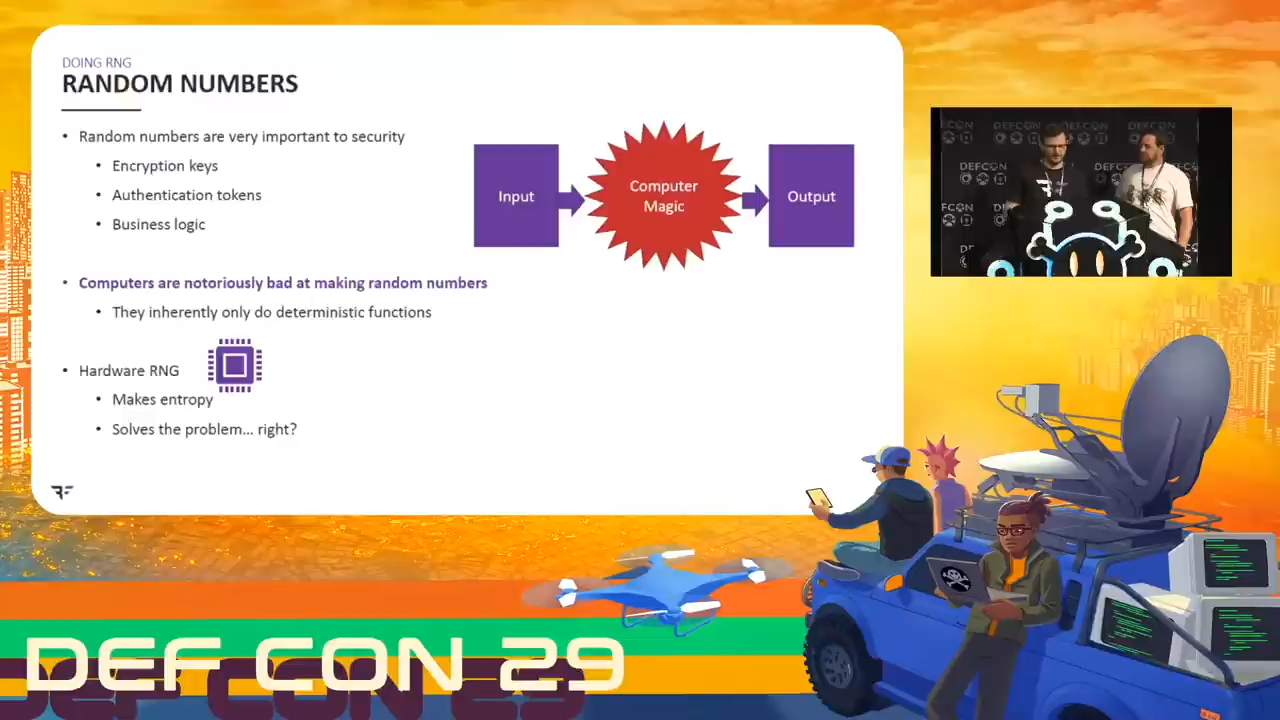 DOING RNG
RANDOM NUMBERS
• Random numbers are very important to security
• Encryption keys
• Authentication tokens
• Business logic
• Computers are notoriously bad at making random numbers
• They inherently only do deterministic functions
• Hardware RNG
• Makes entropy
• Solves the problem... right?
Input
Computer
Magic
Output
DEFCON
DEFCON
DEF CON 29